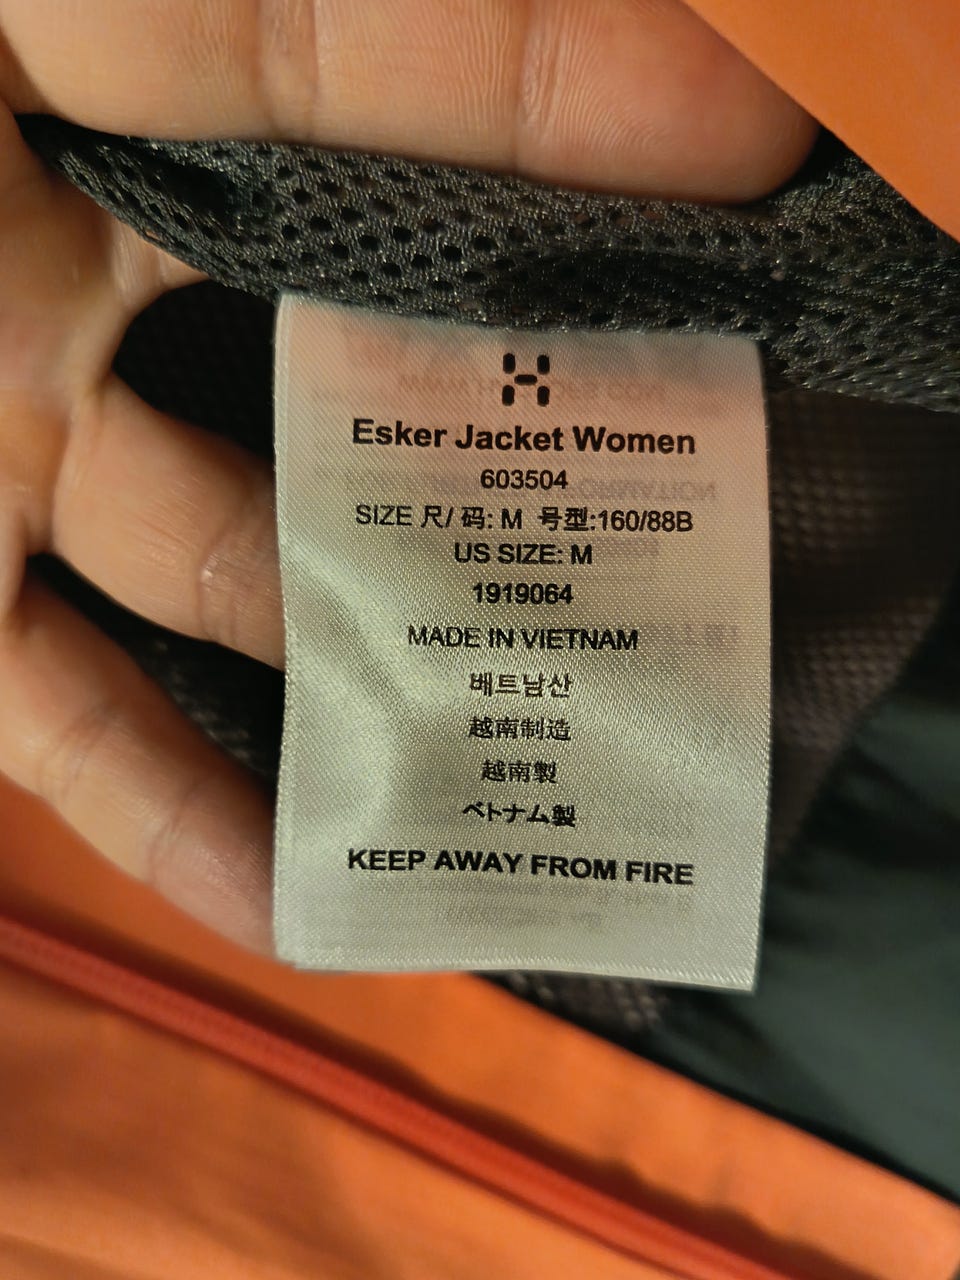 Esker Jacket Women
603504
SIZE 尺/ 码: M 号型:160/88B
US SIZE: M
1919064
MADE IN VIETNAM
베트남산
越南制造
越南製
ベトナム製
KEEP AWAY FROM FIRE